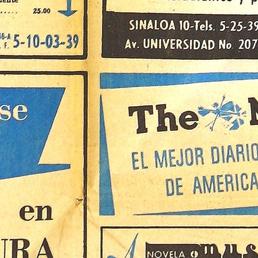 25.00
5-10-03-39
SINALOA 10-Tels. 5-25-39
Av. UNIVERSIDAD No. 207
se
The N
EL MEJOR DIARIO
DE AMERICA
en
URA
NOVELA